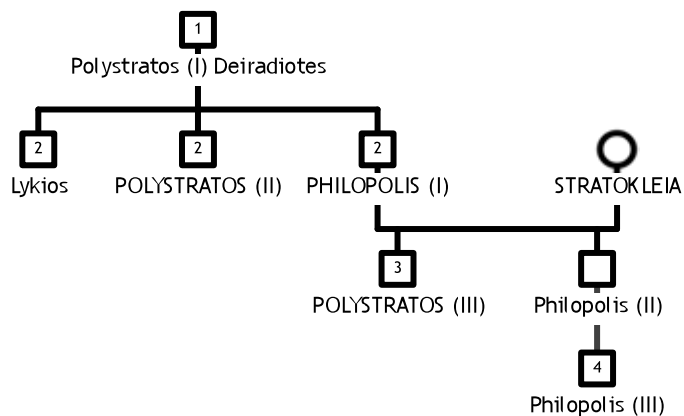 1
Polystratos (I) Deiradiotes
2 2 2
Lykios POLYSTRATOS (II) PHILOPOLIS (I) STRATOKLEIA
3
POLYSTRATOS (III) Philopolis (II)
4
Philopolis (III)